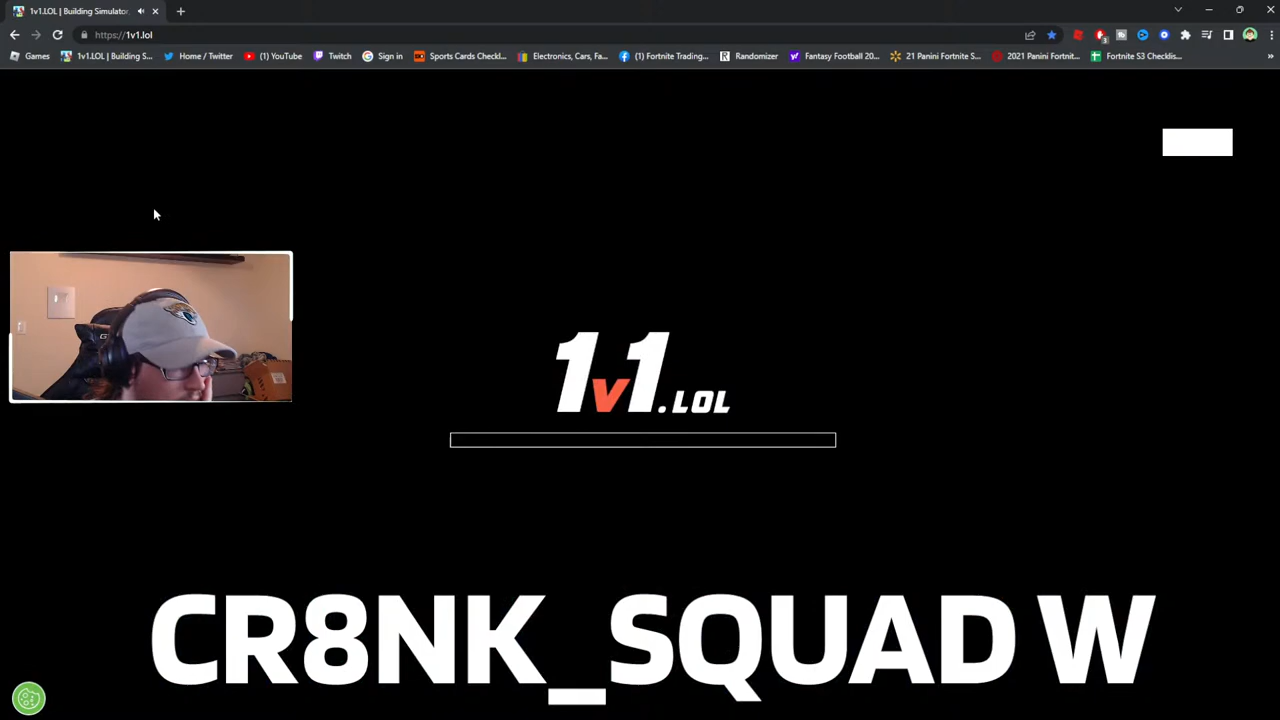 1v1.LOL | Building Simulator,
https://1v1.lol
Games 1v1.LOL | Building S... Home / Twitter (1) YouTube Twitch Sign in Sports Cards Checkl... Electronics, Cars, Fa... (1) Fortnite Trading... Randomizer Fantasy Football 20... 21 Panini Fortnite S... 2021 Panini Fortnit... Fortnite S3 Checklis... »
1v1.LOL
CR8NK_SQUAD W